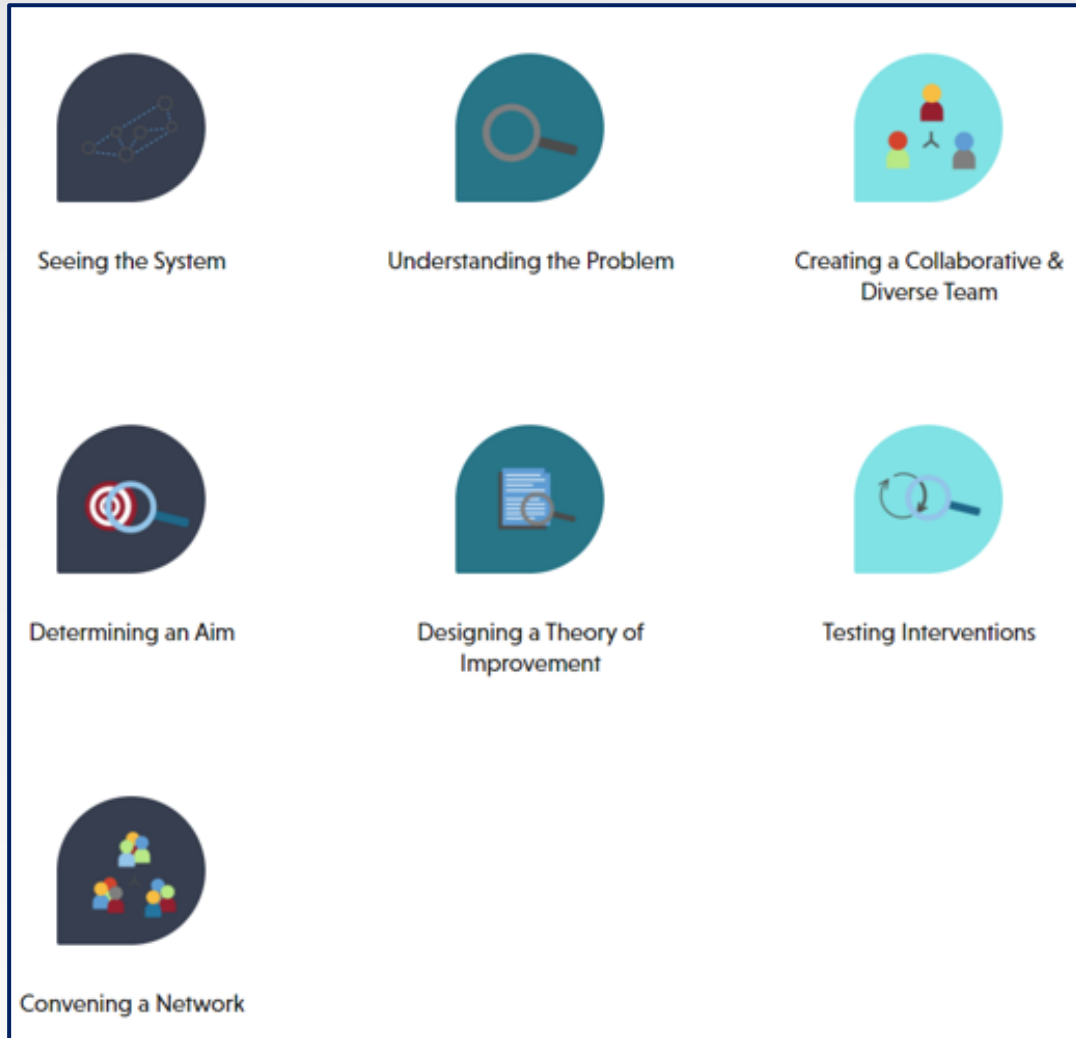 Seeing the System
Understanding the Problem
Creating a Collaborative &
Diverse Team
Determining an Aim
Designing a Theory of
Improvement
Testing Interventions
Convening a Network